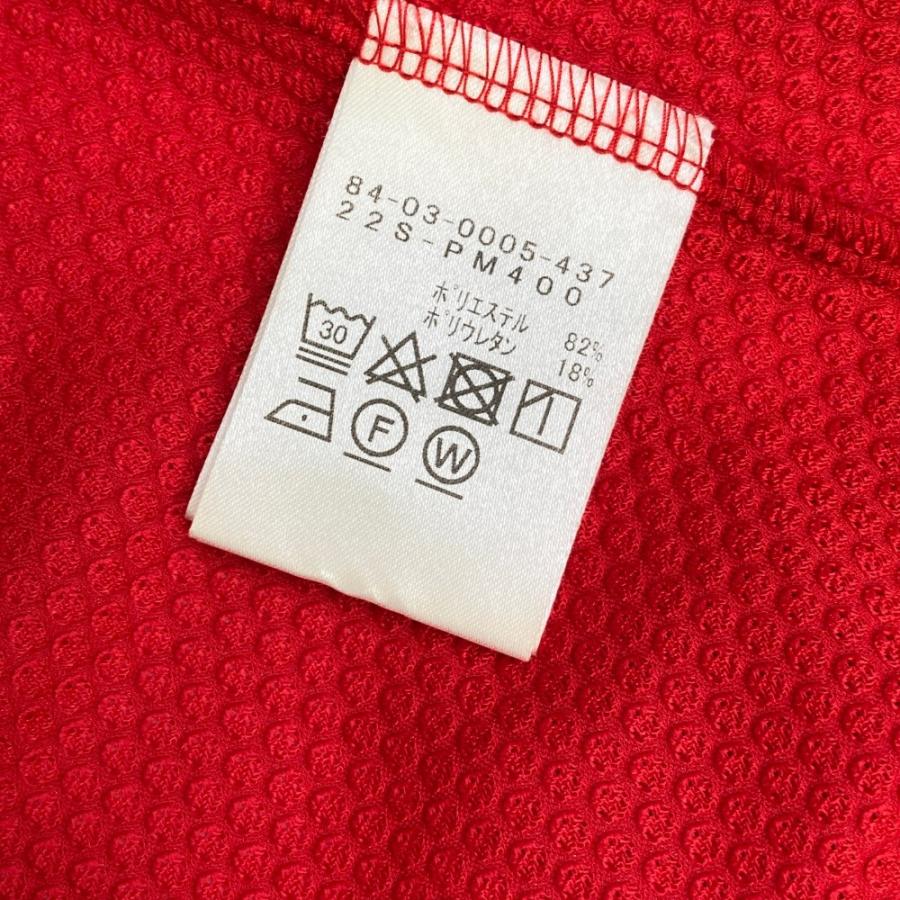 84-03-0005-437
22S-PM400
ポリエステル 82%
ポリウレタン 18%
30
F
W